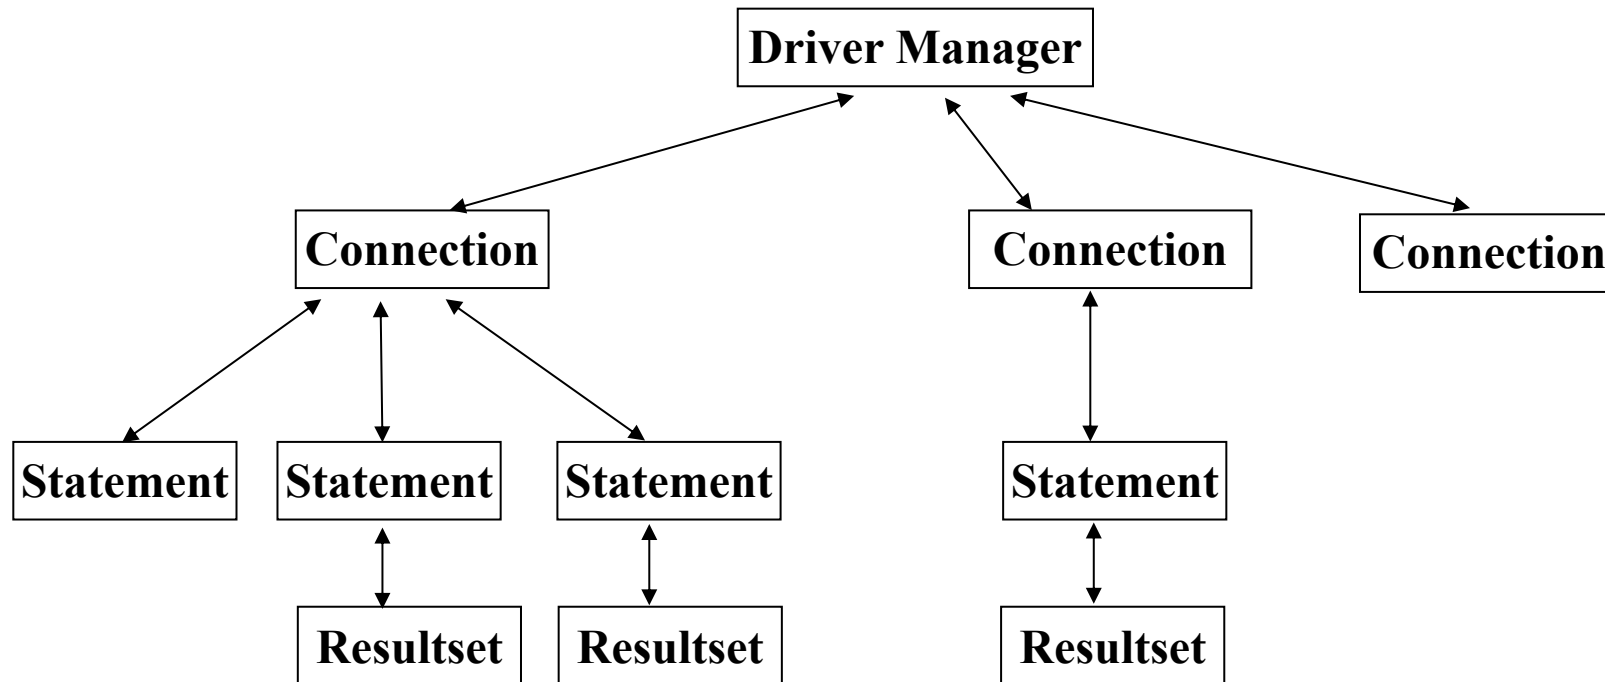 Driver Manager
Connection
Connection
Connection
Statement
Statement
Statement
Statement
Resultset
Resultset
Resultset